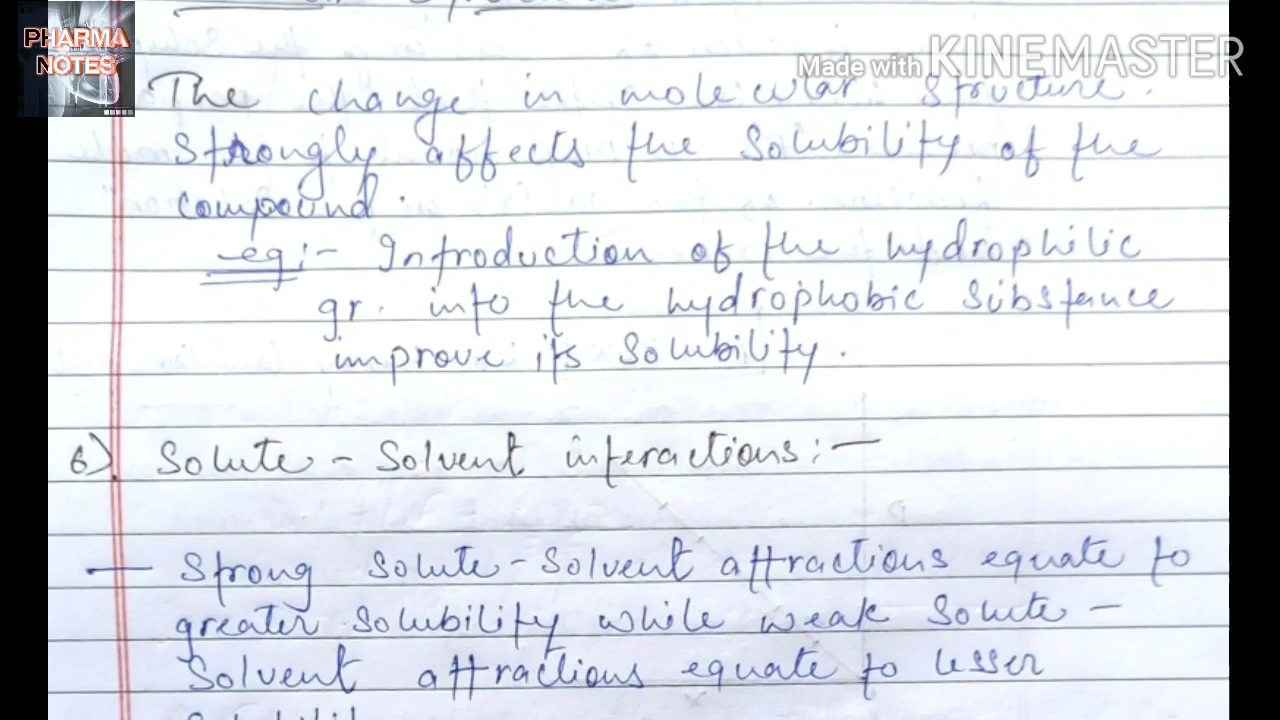 PHARMA
NOTES
Made with KINEMASTER
The change in molecular structure.
Strongly affects the Solubility of the
compound.
eg:- Introduction of the hydrophilic
gr. into the hydrophobic Substance
improve its Solubility.
6). Solute - Solvent interactions:-
— Strong Solute-Solvent attractions equate to
greater Solubility while weak Solute -
Solvent attractions equate to lesser